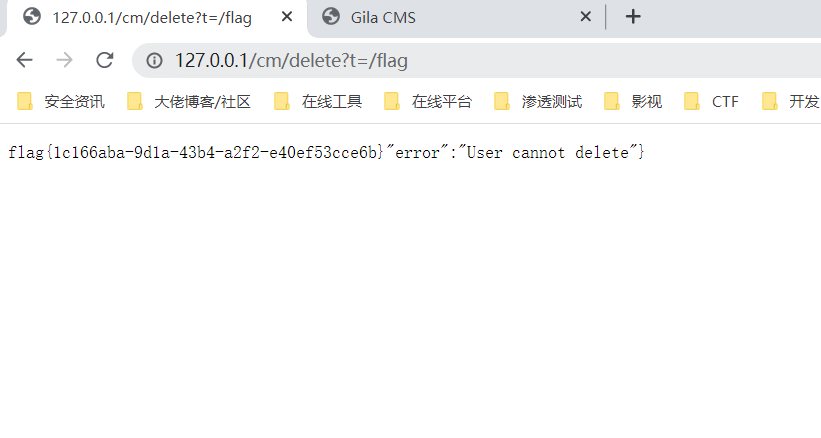 127.0.0.1/cm/delete?t=/flag Gila CMS
127.0.0.1/cm/delete?t=/flag
安全资讯 大佬博客/社区 在线工具 在线平台 渗透测试 影视 CTF 开发
flag{1c166aba-9d1a-43b4-a2f2-e40ef53cce6b}"error":"User cannot delete"}